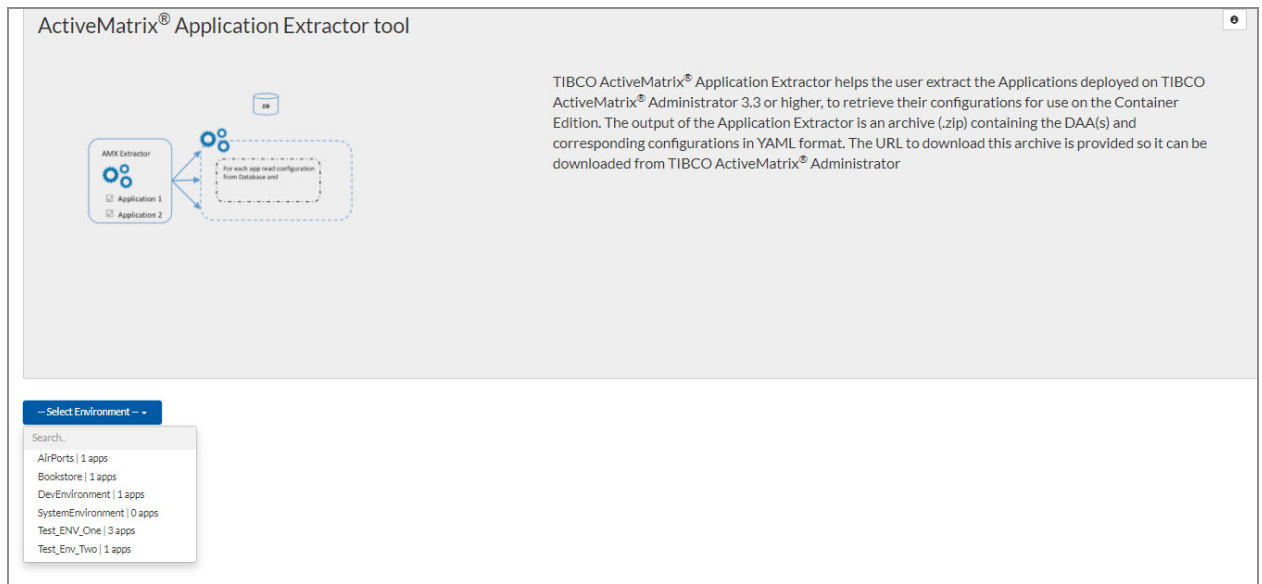 ActiveMatrix® Application Extractor tool
TIBCO ActiveMatrix® Application Extractor helps the user extract the Applications deployed on TIBCO
ActiveMatrix® Administrator 3.3 or higher, to retrieve their configurations for use on the Container
Edition. The output of the Application Extractor is an archive (.zip) containing the DAA(s) and
corresponding configurations in YAML format. The URL to download this archive is provided so it can be
downloaded from TIBCO ActiveMatrix® Administrator
DB
AMX Extractor
Application 1
Application 2
For each app read configuration
from Database and
-- Select Environment --
Search..
AirPorts | 1 apps
Bookstore | 1 apps
DevEnvironment | 1 apps
SystemEnvironment | 0 apps
Test_ENV_One | 3 apps
Test_Env_Two | 1 apps